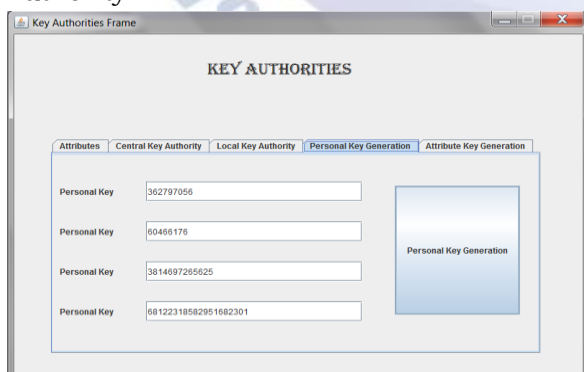 Key Authorities Frame
KEY AUTHORITIES
Attributes Central Key Authority Local Key Authority Personal Key Generation Attribute Key Generation
Personal Key 362797056
Personal Key 60466176
Personal Key Generation
Personal Key 3814697265625
Personal Key 68122318582951682301